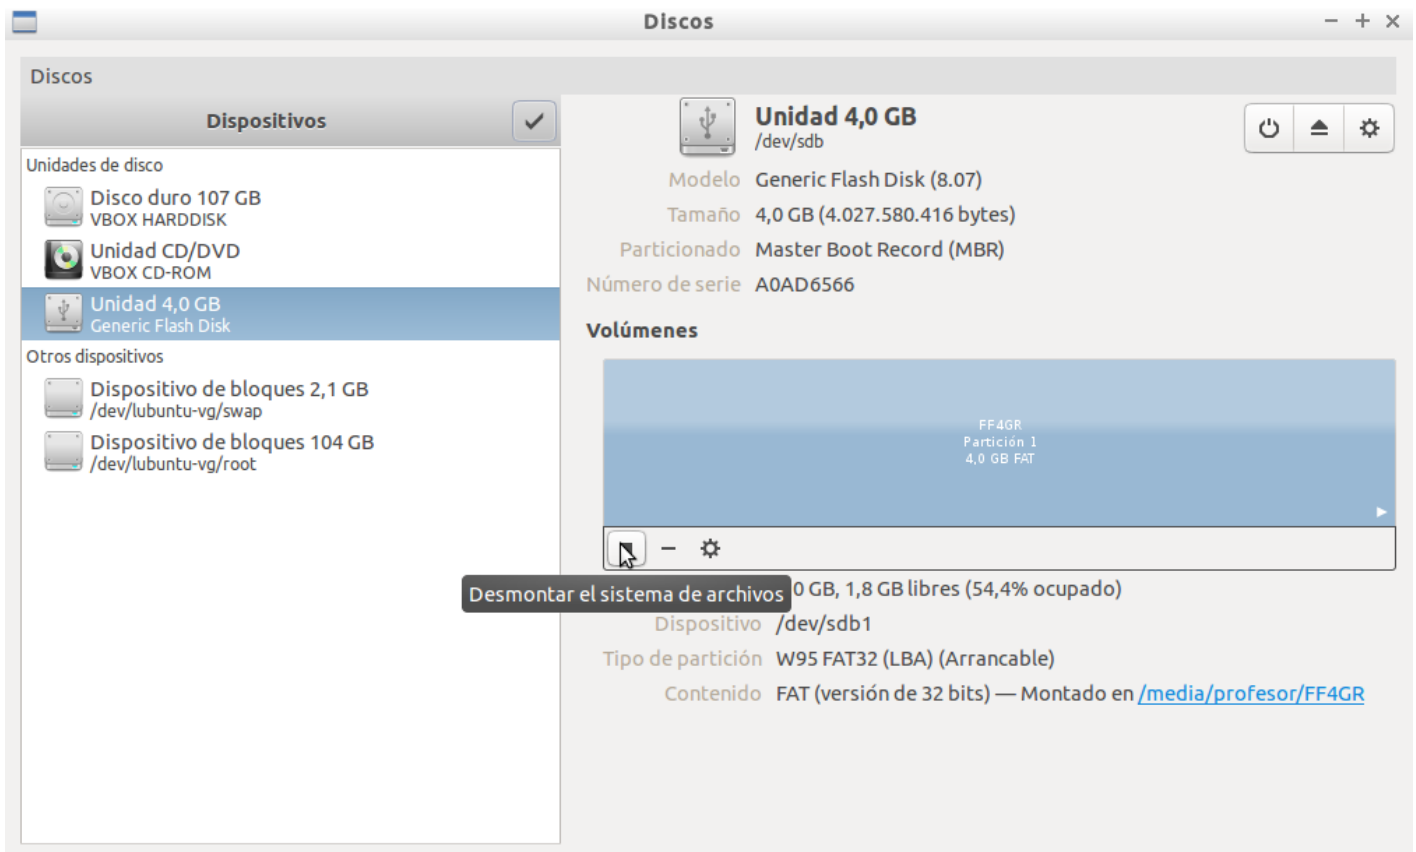 Discos
Discos
Dispositivos
Unidades de disco
Disco duro 107 GB
VBOX HARDDISK
Unidad CD/DVD
VBOX CD-ROM
Unidad 4,0 GB
Generic Flash Disk
Otros dispositivos
Dispositivo de bloques 2,1 GB
/dev/lubuntu-vg/swap
Dispositivo de bloques 104 GB
/dev/lubuntu-vg/root
Unidad 4,0 GB
/dev/sdb
Modelo Generic Flash Disk (8.07)
Tamaño 4,0 GB (4.027.580.416 bytes)
Particionado Master Boot Record (MBR)
Número de serie A0AD6566
Volúmenes
FF4GR
Partición 1
4,0 GB FAT
Desmontar el sistema de archivos
0 GB, 1,8 GB libres (54,4% ocupado)
Dispositivo /dev/sdb1
Tipo de partición W95 FAT32 (LBA) (Arrancable)
Contenido FAT (versión de 32 bits) — Montado en /media/profesor/FF4GR